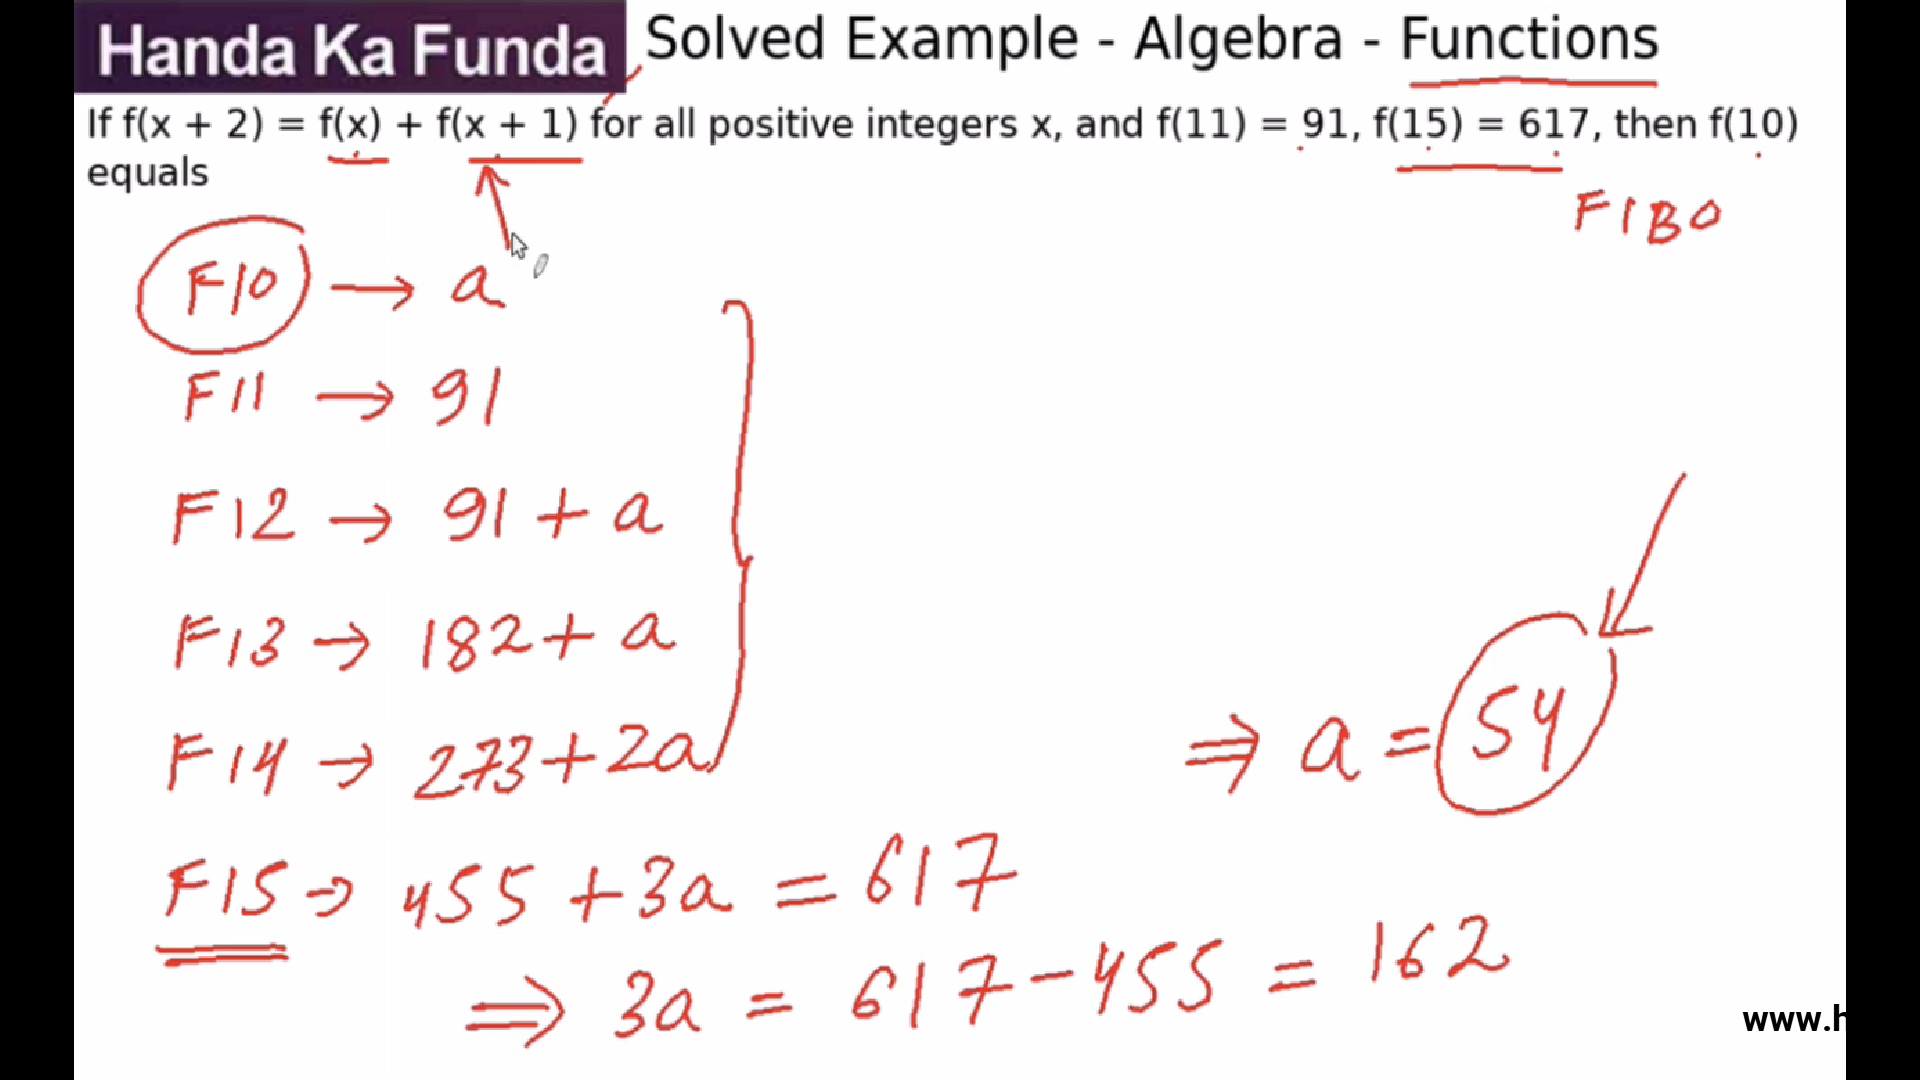 Handa Ka Funda Solved Example - Algebra - Functions
If f(x + 2) = f(x) + f(x + 1) for all positive integers x, and f(11) = 91, f(15) = 617, then f(10)
equals
FIBO
F10 → a
F11 → 91
F12 → 91 + a
F13 → 182 + a
F14 → 273 + 2a
⇒ a = 54
F15 → 455 + 3a = 617
⇒ 3a = 617 - 455 = 162
www.h